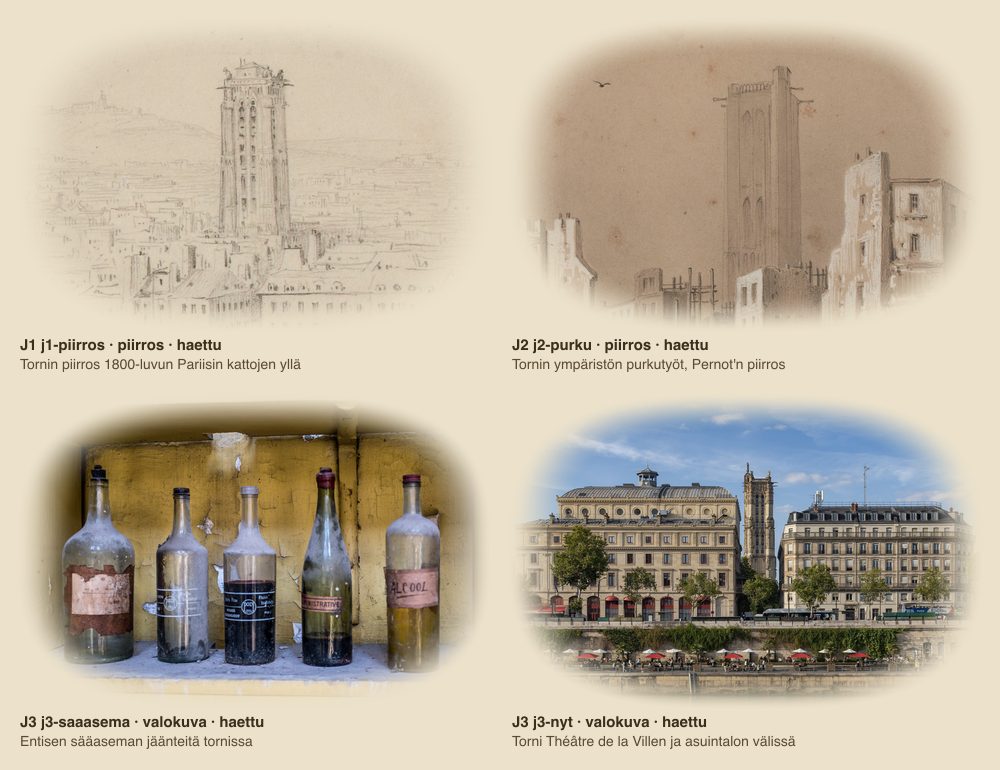 J1 j1-piirros · piirros · haettu
Tornin piirros 1800-luvun Pariisin kattojen yllä
J2 j2-purku · piirros · haettu
Tornin ympäristön purkutyöt, Pernot'n piirros
ALCOOL
J3 j3-saaasema · valokuva · haettu
Entisen sääaseman jäänteitä tornissa
J3 j3-nyt · valokuva · haettu
Torni Théâtre de la Villen ja asuintalon välissä